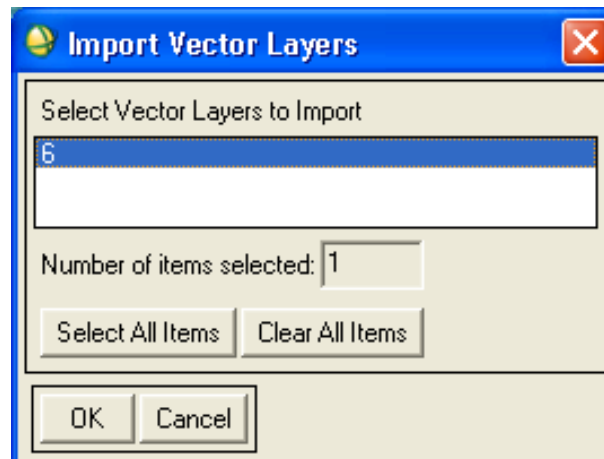 Import Vector Layers
Select Vector Layers to Import
6
Number of items selected: 1
Select All Items Clear All Items
OK Cancel